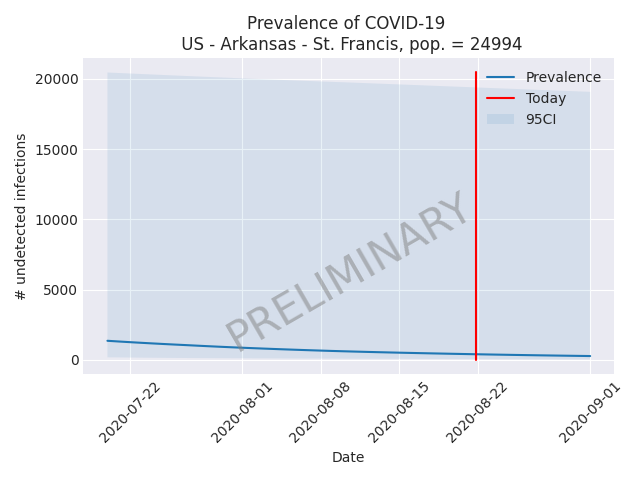 Prevalence of COVID-19
US - Arkansas - St. Francis, pop. = 24994
20000
15000
10000
5000
0
# undetected infections
Prevalence
Today
95CI
PRELIMINARY
2020-07-22
2020-08-01
2020-08-08
2020-08-15
2020-08-22
2020-09-01
Date